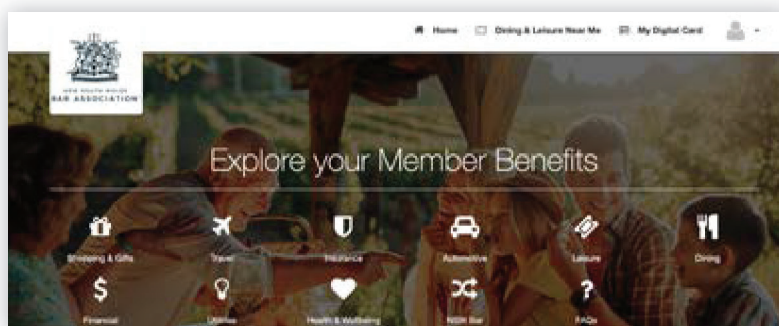 Home Dining & Leisure Near Me My Digital Card
NEW SOUTH WALES
BAR ASSOCIATION
Explore your Member Benefits
Shopping & Gifts Travel Insurance Automotive Leisure Dining
Financial Utilities Health & Wellbeing NSW Bar FAQs